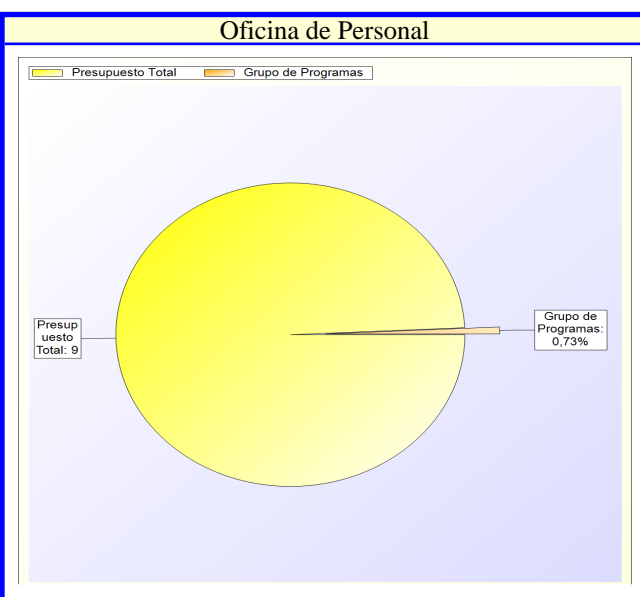 Oficina de Personal
Presupuesto Total
Grupo de Programas
Presup
uesto
Total: 9
Grupo de
Programas:
0,73%